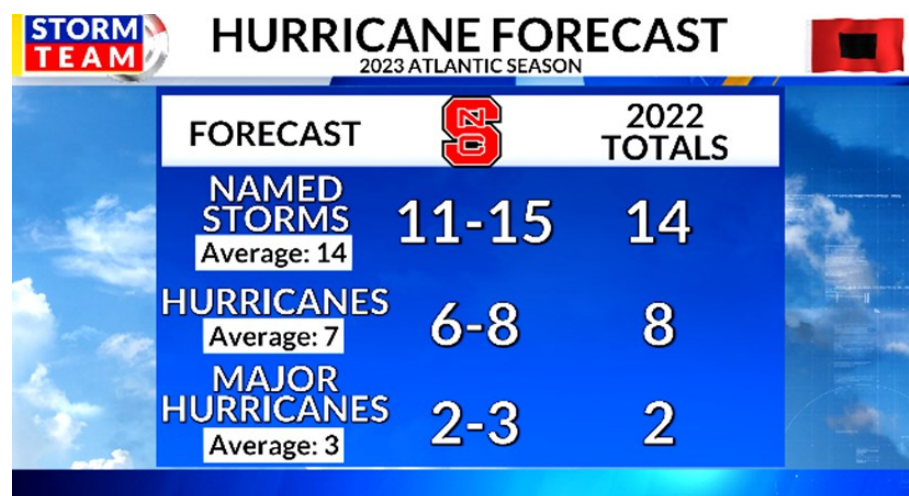 STORM
TEAM
HURRICANE FORECAST
2023 ATLANTIC SEASON
FORECAST
NCS
2022
TOTALS
NAMED
STORMS
Average: 14
11-15
14
HURRICANES
Average: 7
6-8
8
MAJOR
HURRICANES
Average: 3
2-3
2